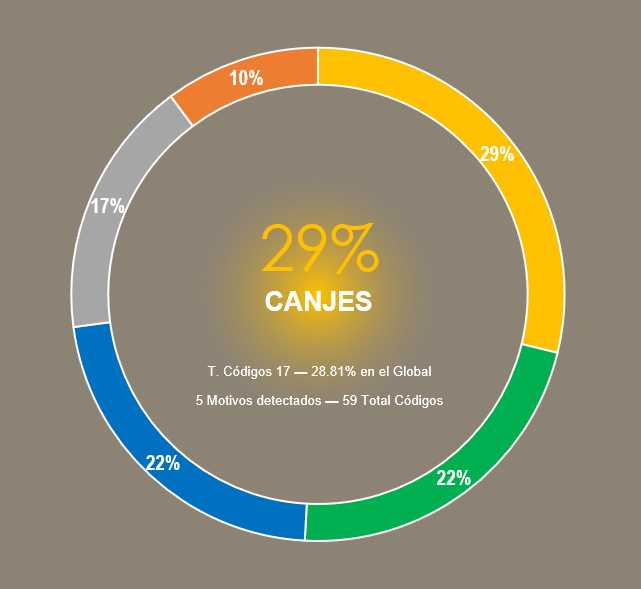 10%
29%
17%
29%
CANJES
T. Códigos 17 — 28.81% en el Global
5 Motivos detectados — 59 Total Códigos
22%
22%